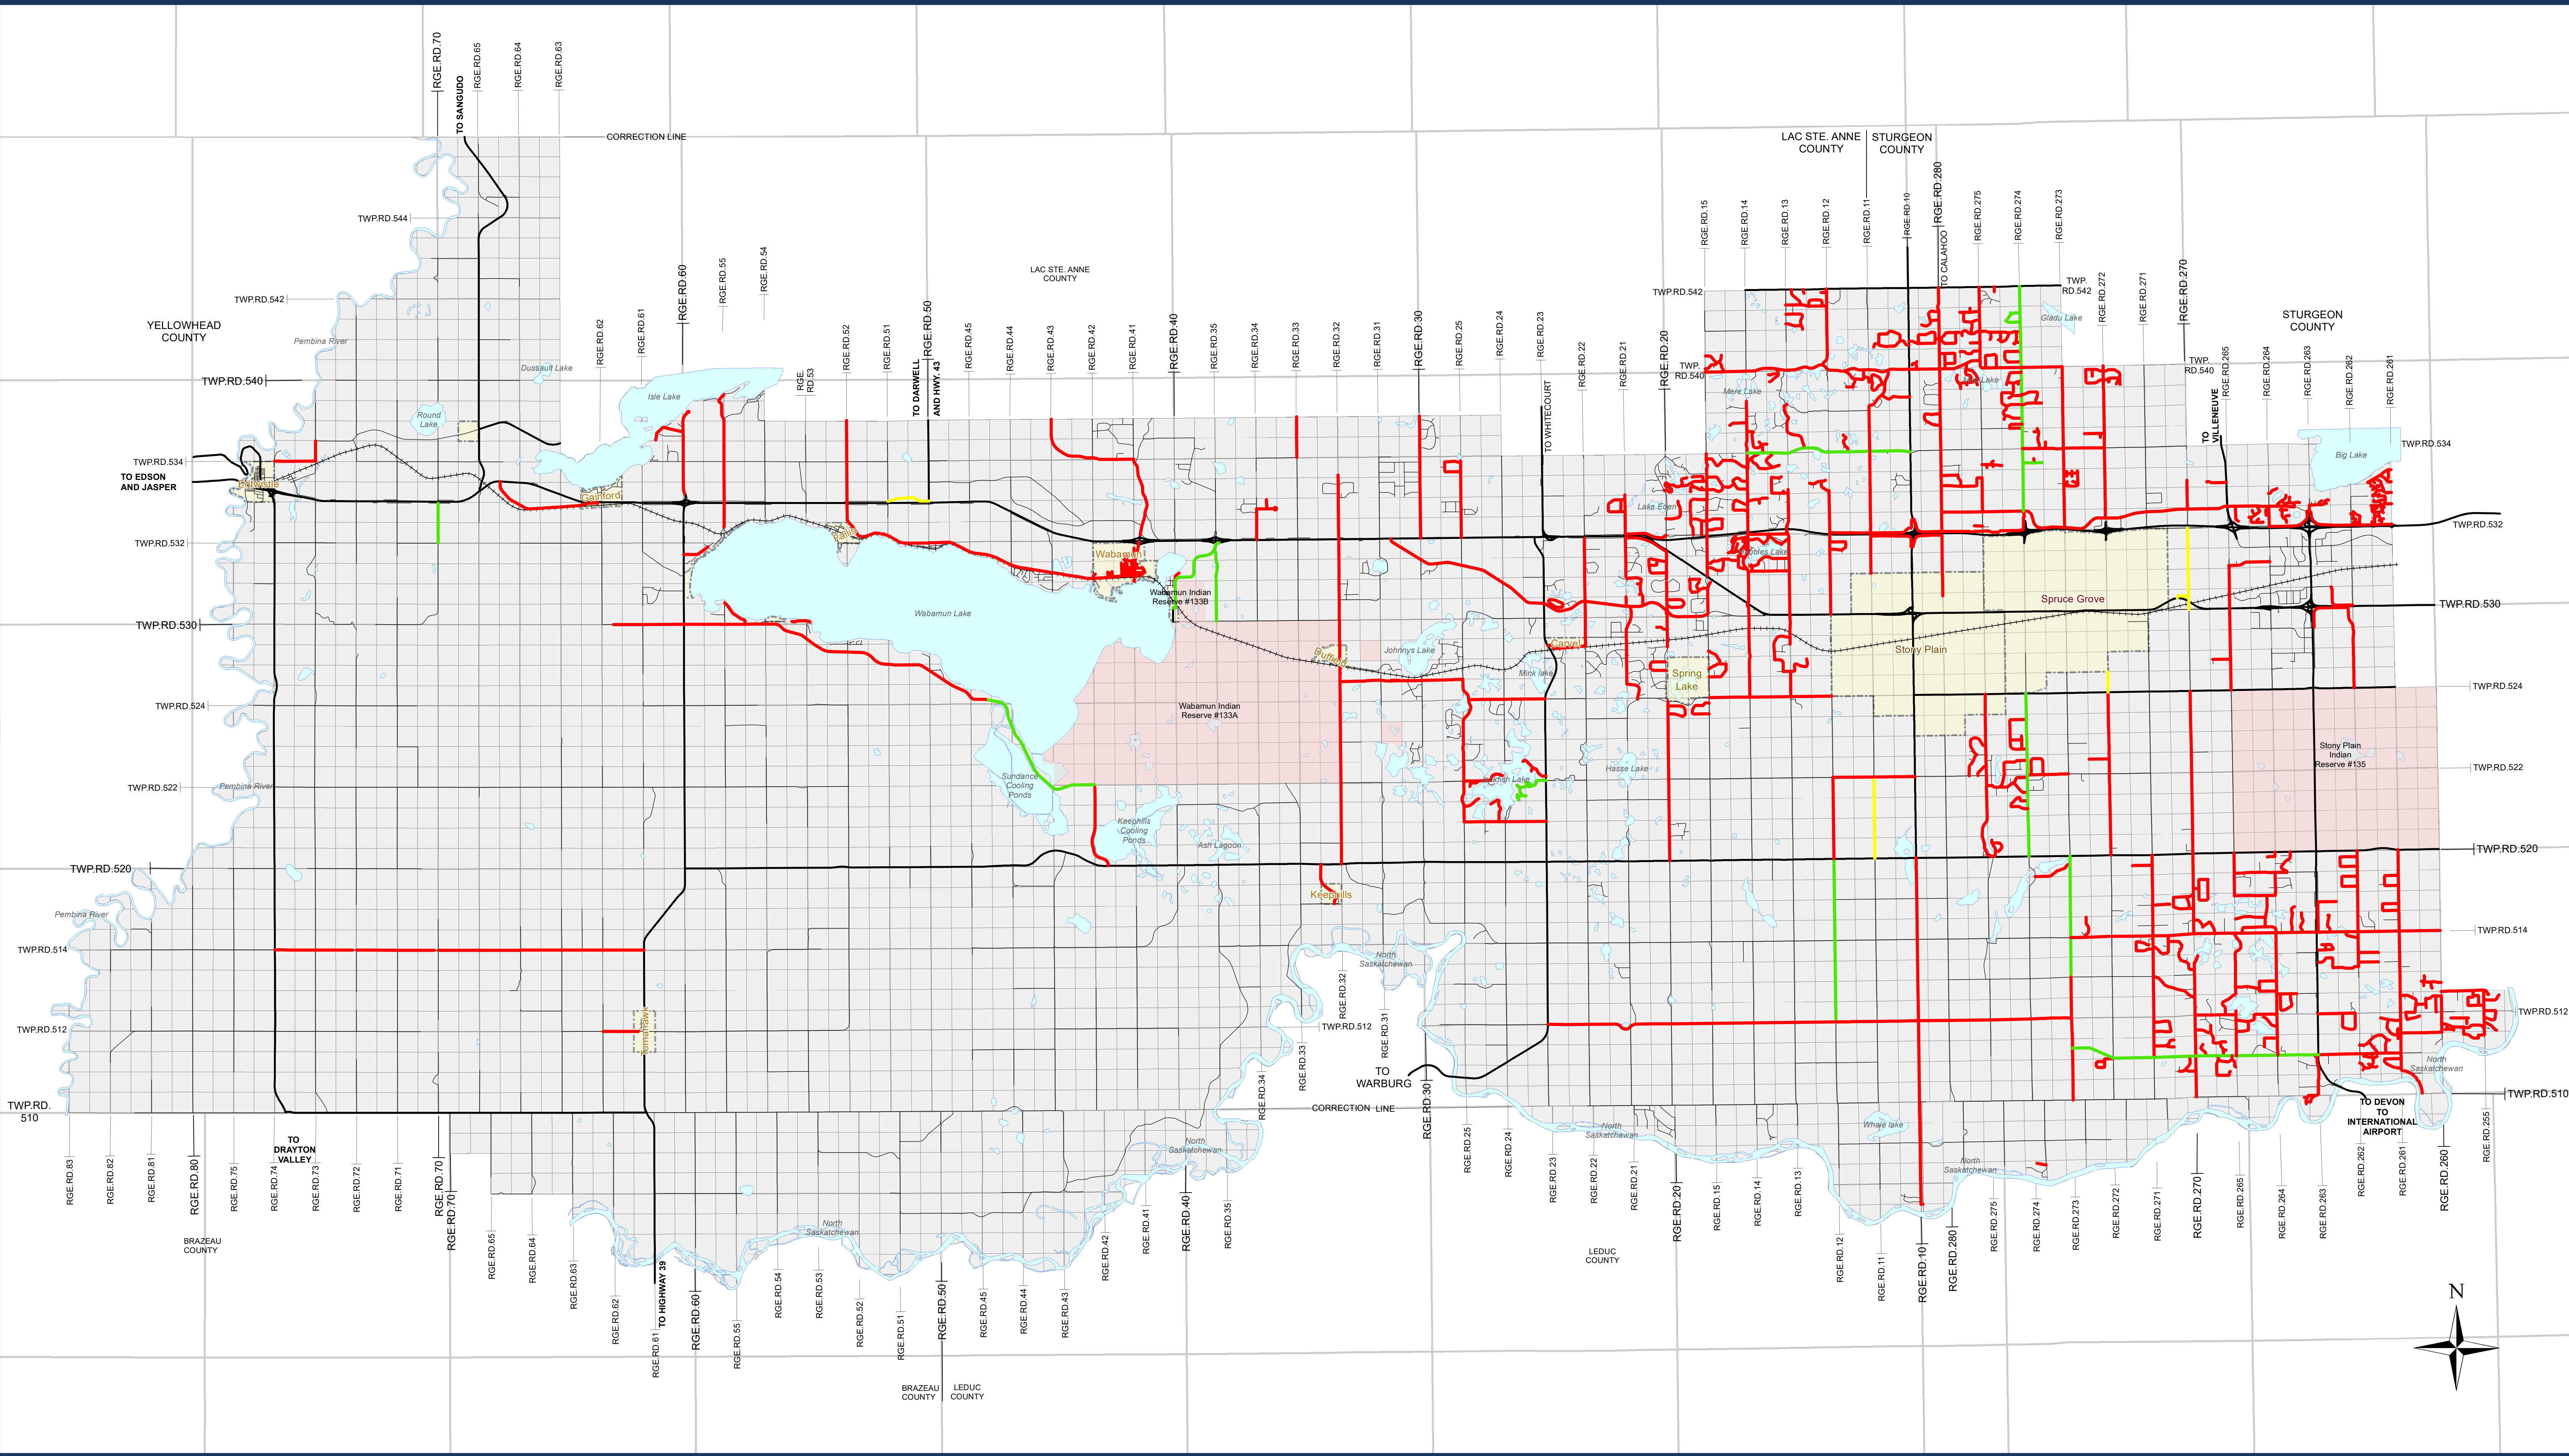 RGE.RD.70
TO SANGUDO
RGE.RD.65
RGE.RD.64
RGE.RD.63
CORRECTION LINE
LAC STE. ANNE
COUNTY
STURGEON
COUNTY
RGE.RD.15
RGE.RD.14
RGE.RD.13
RGE.RD.12
RGE.RD.11
RGE.RD.10
RGE.RD.280
TO CALAHOO
RGE.RD.275
RGE.RD.274
RGE.RD.273
TWP.RD.544
RGE.RD.60
RGE.RD.55
RGE.RD.54
LAC STE. ANNE
COUNTY
TWP.RD.542
TWP.RD.542
TWP.
RD.542
RGE.RD.272
RGE.RD.271
RGE.RD.270
YELLOWHEAD
COUNTY
Pembina River
Gladu Lake
STURGEON
COUNTY
RGE.RD.62
RGE.RD.61
RGE.
RD.53
RGE.RD.52
RGE.RD.51
TO DARWELL
AND HWY. 43
RGE.RD.50
RGE.RD.45
RGE.RD.44
RGE.RD.43
RGE.RD.42
RGE.RD.41
RGE.RD.40
RGE.RD.35
RGE.RD.34
RGE.RD.33
RGE.RD.32
RGE.RD.31
RGE.RD.30
RGE.RD.25
RGE.RD.24
RGE.RD.23
TO WHITECOURT
RGE.RD.22
RGE.RD.21
RGE.RD.20
TWP.
RD.540
TWP.
RD.540
TO
VILLENEUVE
RGE.RD.265
RGE.RD.264
RGE.RD.263
RGE.RD.262
RGE.RD.261
Dussault Lake
TWP.RD.540
Isle Lake
Mere Lake
Round
Lake
TWP.RD.534
TWP.RD.534
Big Lake
TO EDSON
AND JASPER
Entwistle
Gainford
Lake Eden
TWP.RD.532
TWP.RD.532
Fallis
Wabamun
Spruce Grove
Wabamun Indian
Reserve #133B
Wabamun Lake
TWP.RD.530
TWP.RD.530
Duffield
Johnnys Lake
Carvel
Stony Plain
Mink lake
Spring
Lake
TWP.RD.524
TWP.RD.524
Wabamun Indian
Reserve #133A
Stony Plain
Indian
Reserve #135
Hasse Lake
TWP.RD.522
TWP.RD.522
Pembina River
Sundance
Cooling
Ponds
Keephills
Cooling
Ponds
Ash Lagoon
TWP.RD.520
TWP.RD.520
Keephills
Pembina River
TWP.RD.514
TWP.RD.514
North
Saskatchewan
RGE.RD.32
RGE.RD.31
TWP.RD.512
Tomahawk
TWP.RD.512
TWP.RD.512
RGE.RD.33
RGE.RD.34
TO
WARBURG
RGE.RD.30
North
Saskatchewan
TWP.RD.
510
TWP.RD.510
CORRECTION LINE
TO DEVON
TO
INTERNATIONAL
AIRPORT
Whale lake
North
Saskatchewan
North
Saskatchewan
North
Saskatchewan
TO
DRAYTON
VALLEY
RGE.RD.83
RGE.RD.82
RGE.RD.81
RGE.RD.80
RGE.RD.75
RGE.RD.74
RGE.RD.73
RGE.RD.72
RGE.RD.71
RGE.RD.70
RGE.RD.70
RGE.RD.65
RGE.RD.64
RGE.RD.63
RGE.RD.62
RGE.RD.61
TO HIGHWAY 39
RGE.RD.60
RGE.RD.55
RGE.RD.54
RGE.RD.53
RGE.RD.52
RGE.RD.51
RGE.RD.50
RGE.RD.45
RGE.RD.44
RGE.RD.43
RGE.RD.42
RGE.RD.41
RGE.RD.40
RGE.RD.35
North
Saskatchewan
RGE.RD.25
RGE.RD.24
RGE.RD.23
RGE.RD.22
RGE.RD.21
RGE.RD.20
RGE.RD.15
RGE.RD.14
RGE.RD.13
RGE.RD.12
RGE.RD.11
RGE.RD.10
RGE.RD.280
RGE.RD.275
RGE.RD.274
RGE.RD.273
RGE.RD.272
RGE.RD.271
RGE.RD.270
RGE.RD.265
RGE.RD.264
RGE.RD.263
RGE.RD.262
RGE.RD.261
RGE.RD.260
RGE.RD.255
BRAZEAU
COUNTY
LEDUC
COUNTY
BRAZEAU
COUNTY
LEDUC
COUNTY
N